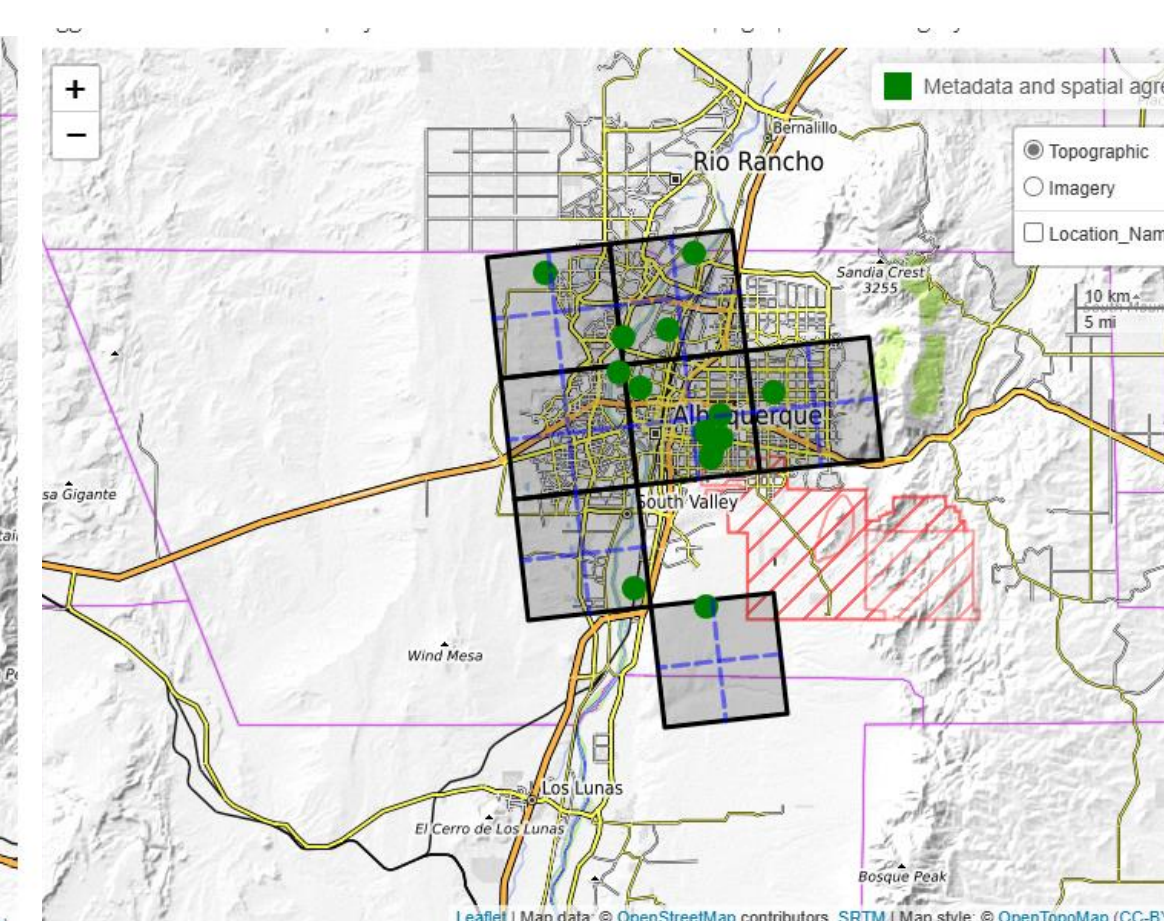 +
−
Metadata and spatial agre
Topographic
Imagery
Location_Nam
Bernalillo
Rio Rancho
Sandia Crest
3255
10 km
5 mi
Albuquerque
sa Gigante
South Valley
Wind Mesa
Los Lunas
El Cerro de Los Lunas
Bosque Peak
Leaflet | Map data: © OpenStreetMap contributors, SRTM | Map style: © OpenTopoMap (CC-B